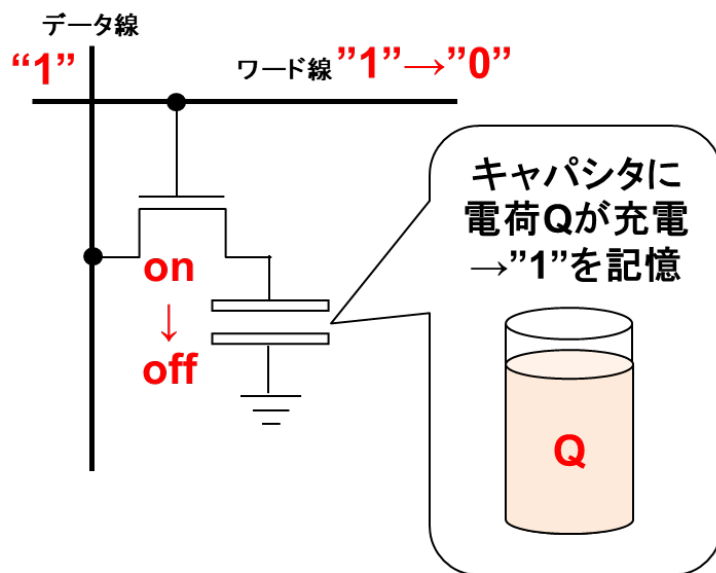 データ線
“1”
ワード線”1”→”0”
on
↓
off
キャパシタに
電荷Qが充電
→”1”を記憶
Q